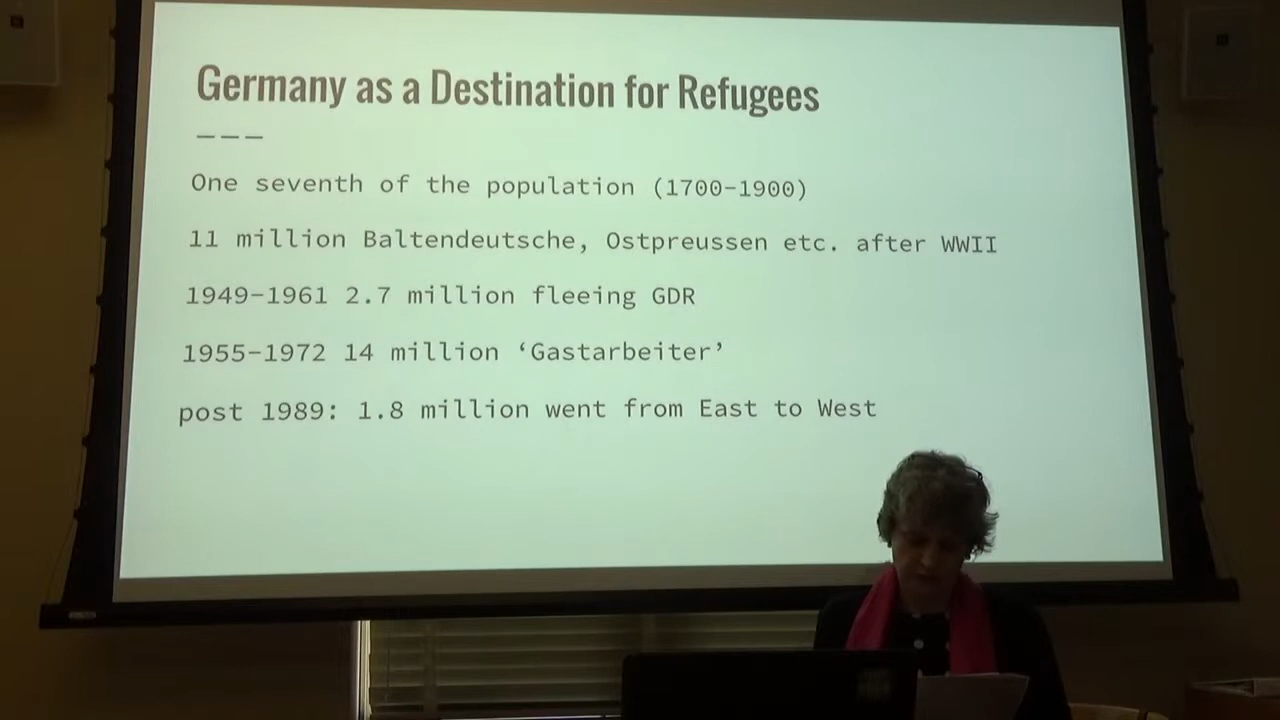 Germany as a Destination for Refugees
One seventh of the population (1700-1900)
11 million Baltendeutsche, Ostpreussen etc. after WWII
1949-1961 2.7 million fleeing GDR
1955-1972 14 million ‘Gastarbeiter’
post 1989: 1.8 million went from East to West